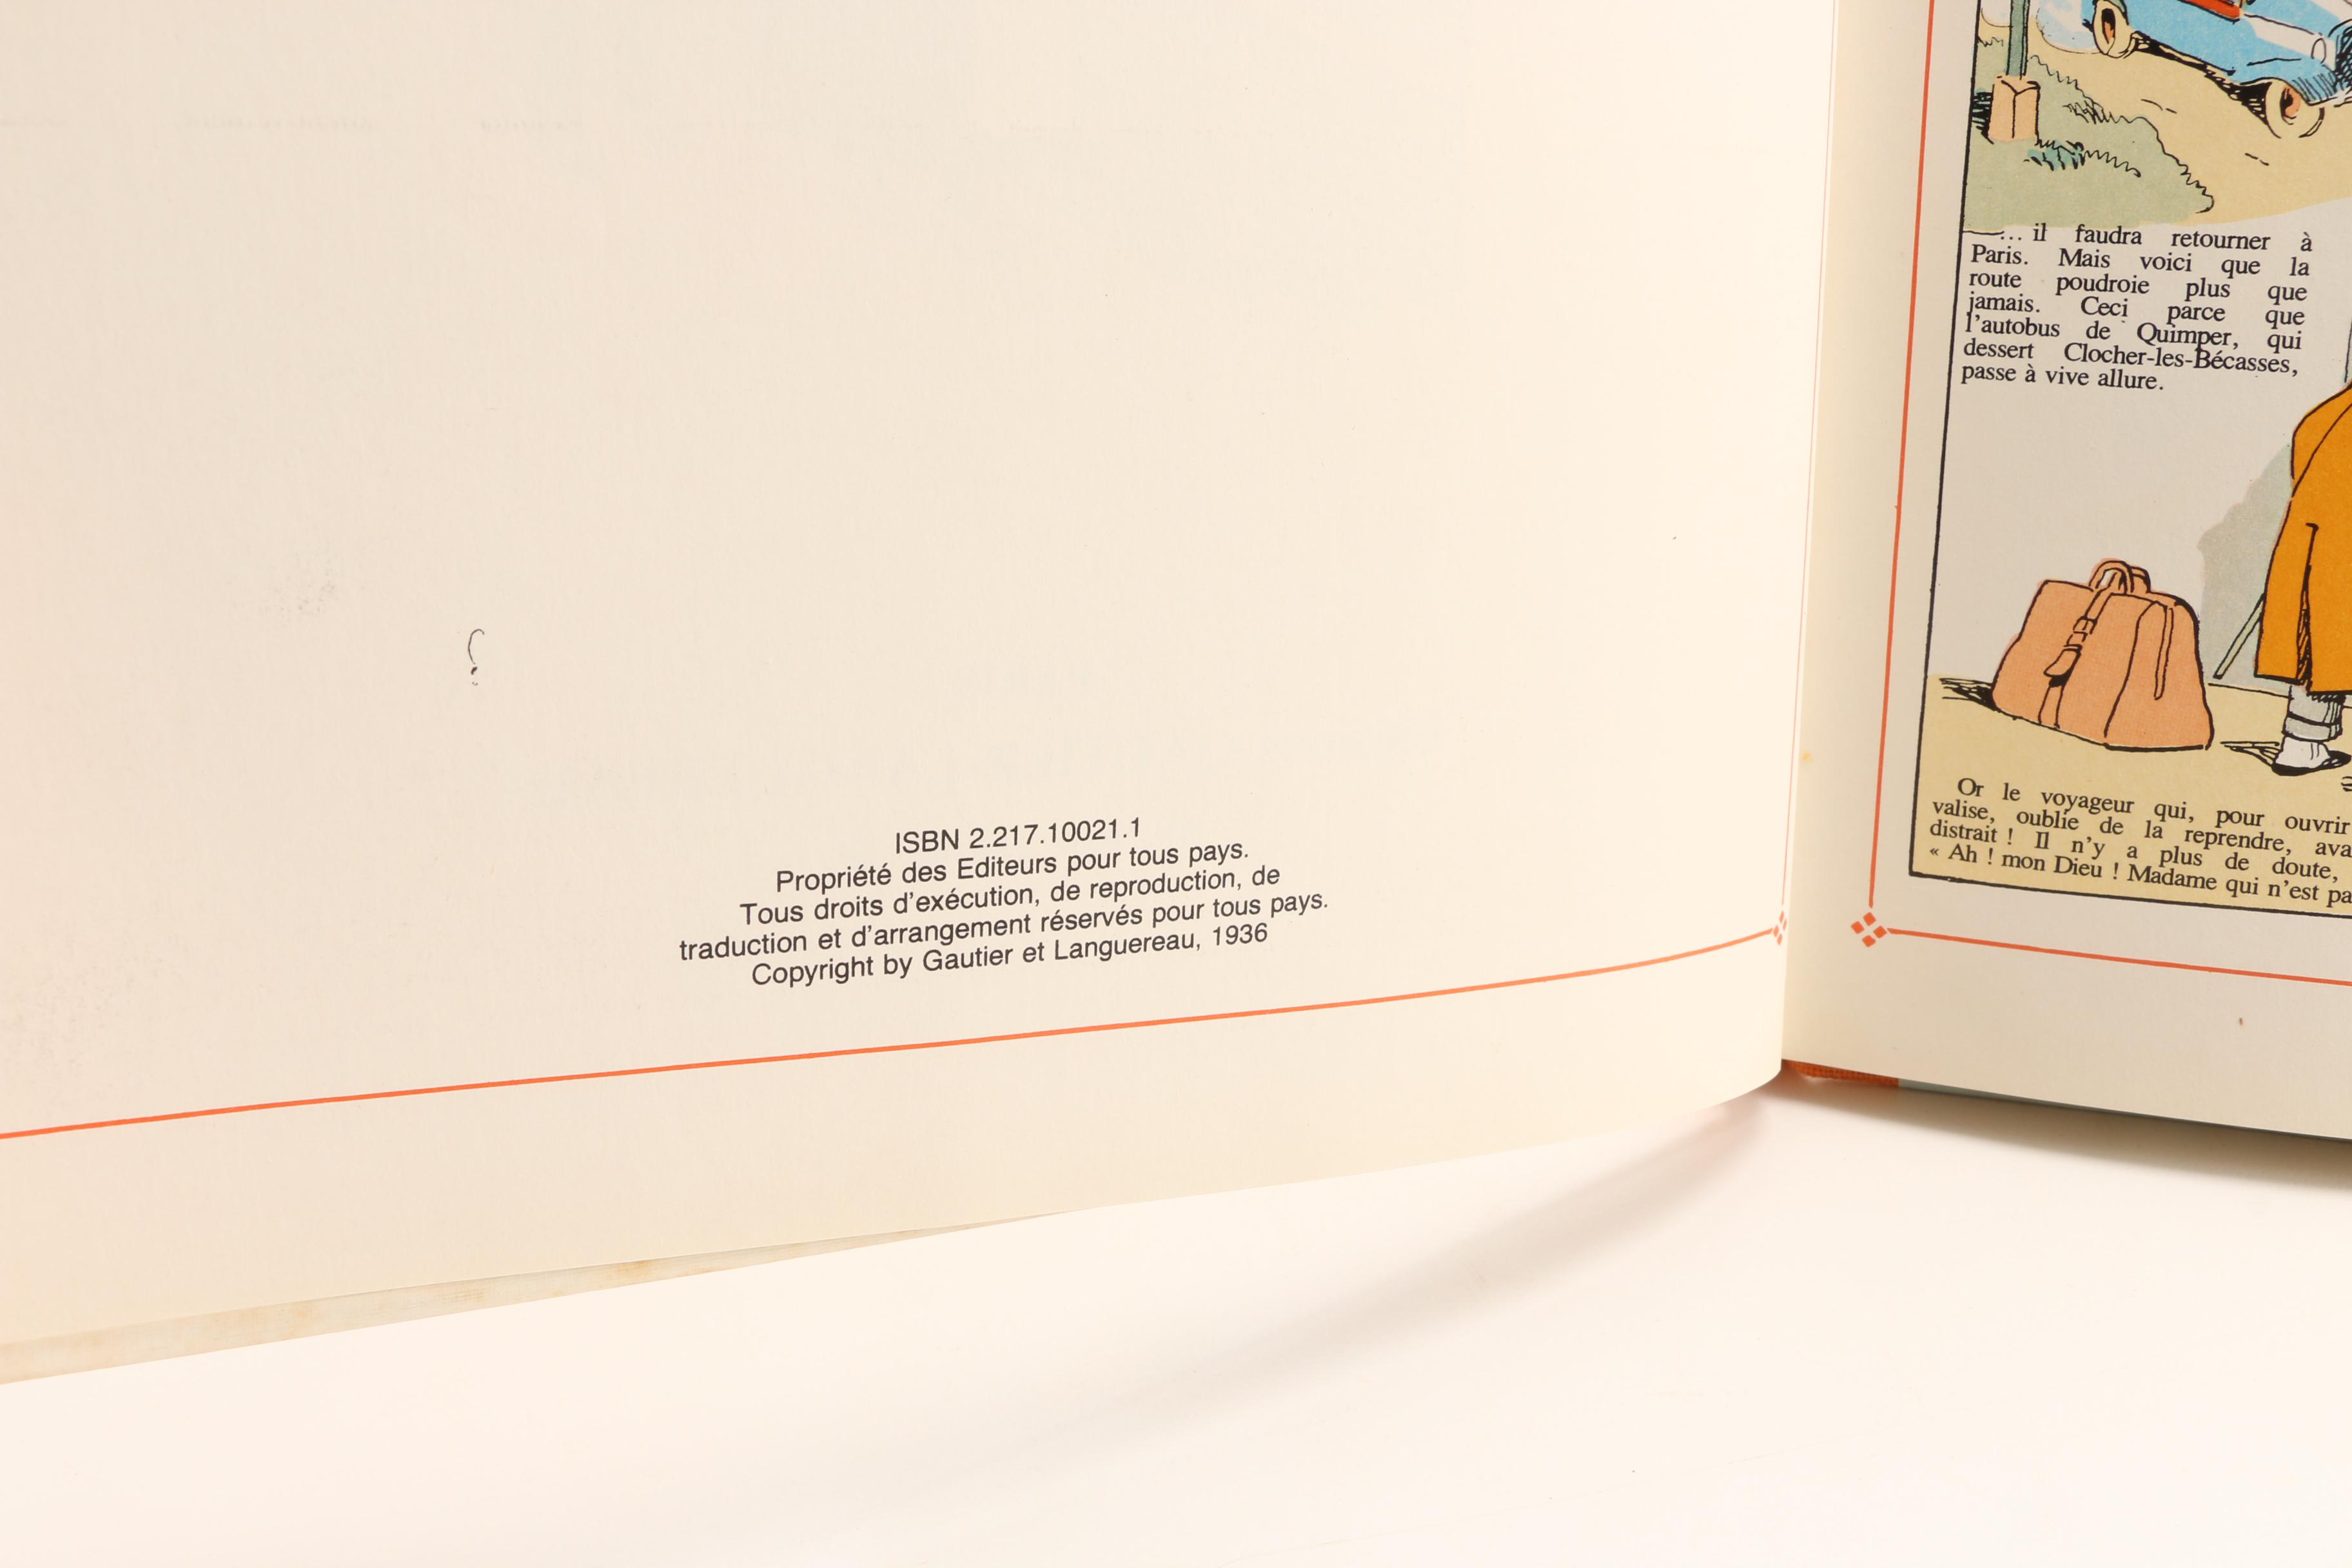 ISBN 2.217.10021.1
Propriété des Editeurs pour tous pays.
Tous droits d'exécution, de reproduction, de
traduction et d'arrangement réservés pour tous pays.
Copyright by Gautier et Languereau, 1936
... il faudra retourner à
Paris. Mais voici que la
route poudroie plus que
jamais. Ceci parce que
l'autobus de Quimper, qui
dessert Clocher-les-Bécasses,
passe à vive allure.
Or le voyageur qui, pour ouvrir
valise, oublie de la reprendre,
distrait ! Il n'y a plus de doute,
« Ah ! mon Dieu ! Madame qui n'est